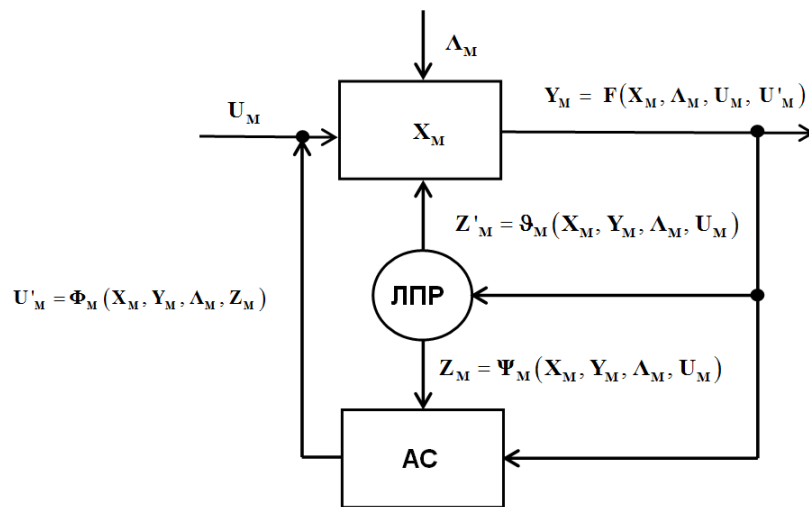 Λ_М
U_М
Y_М = F(X_М, Λ_М, U_М, U'_М)
X_М
Z'_М = ϑ_М(X_М, Y_М, Λ_М, U_М)
U'_М = Φ_М(X_М, Y_М, Λ_М, Z_М)
ЛПР
Z_М = Ψ_М(X_М, Y_М, Λ_М, U_М)
АС